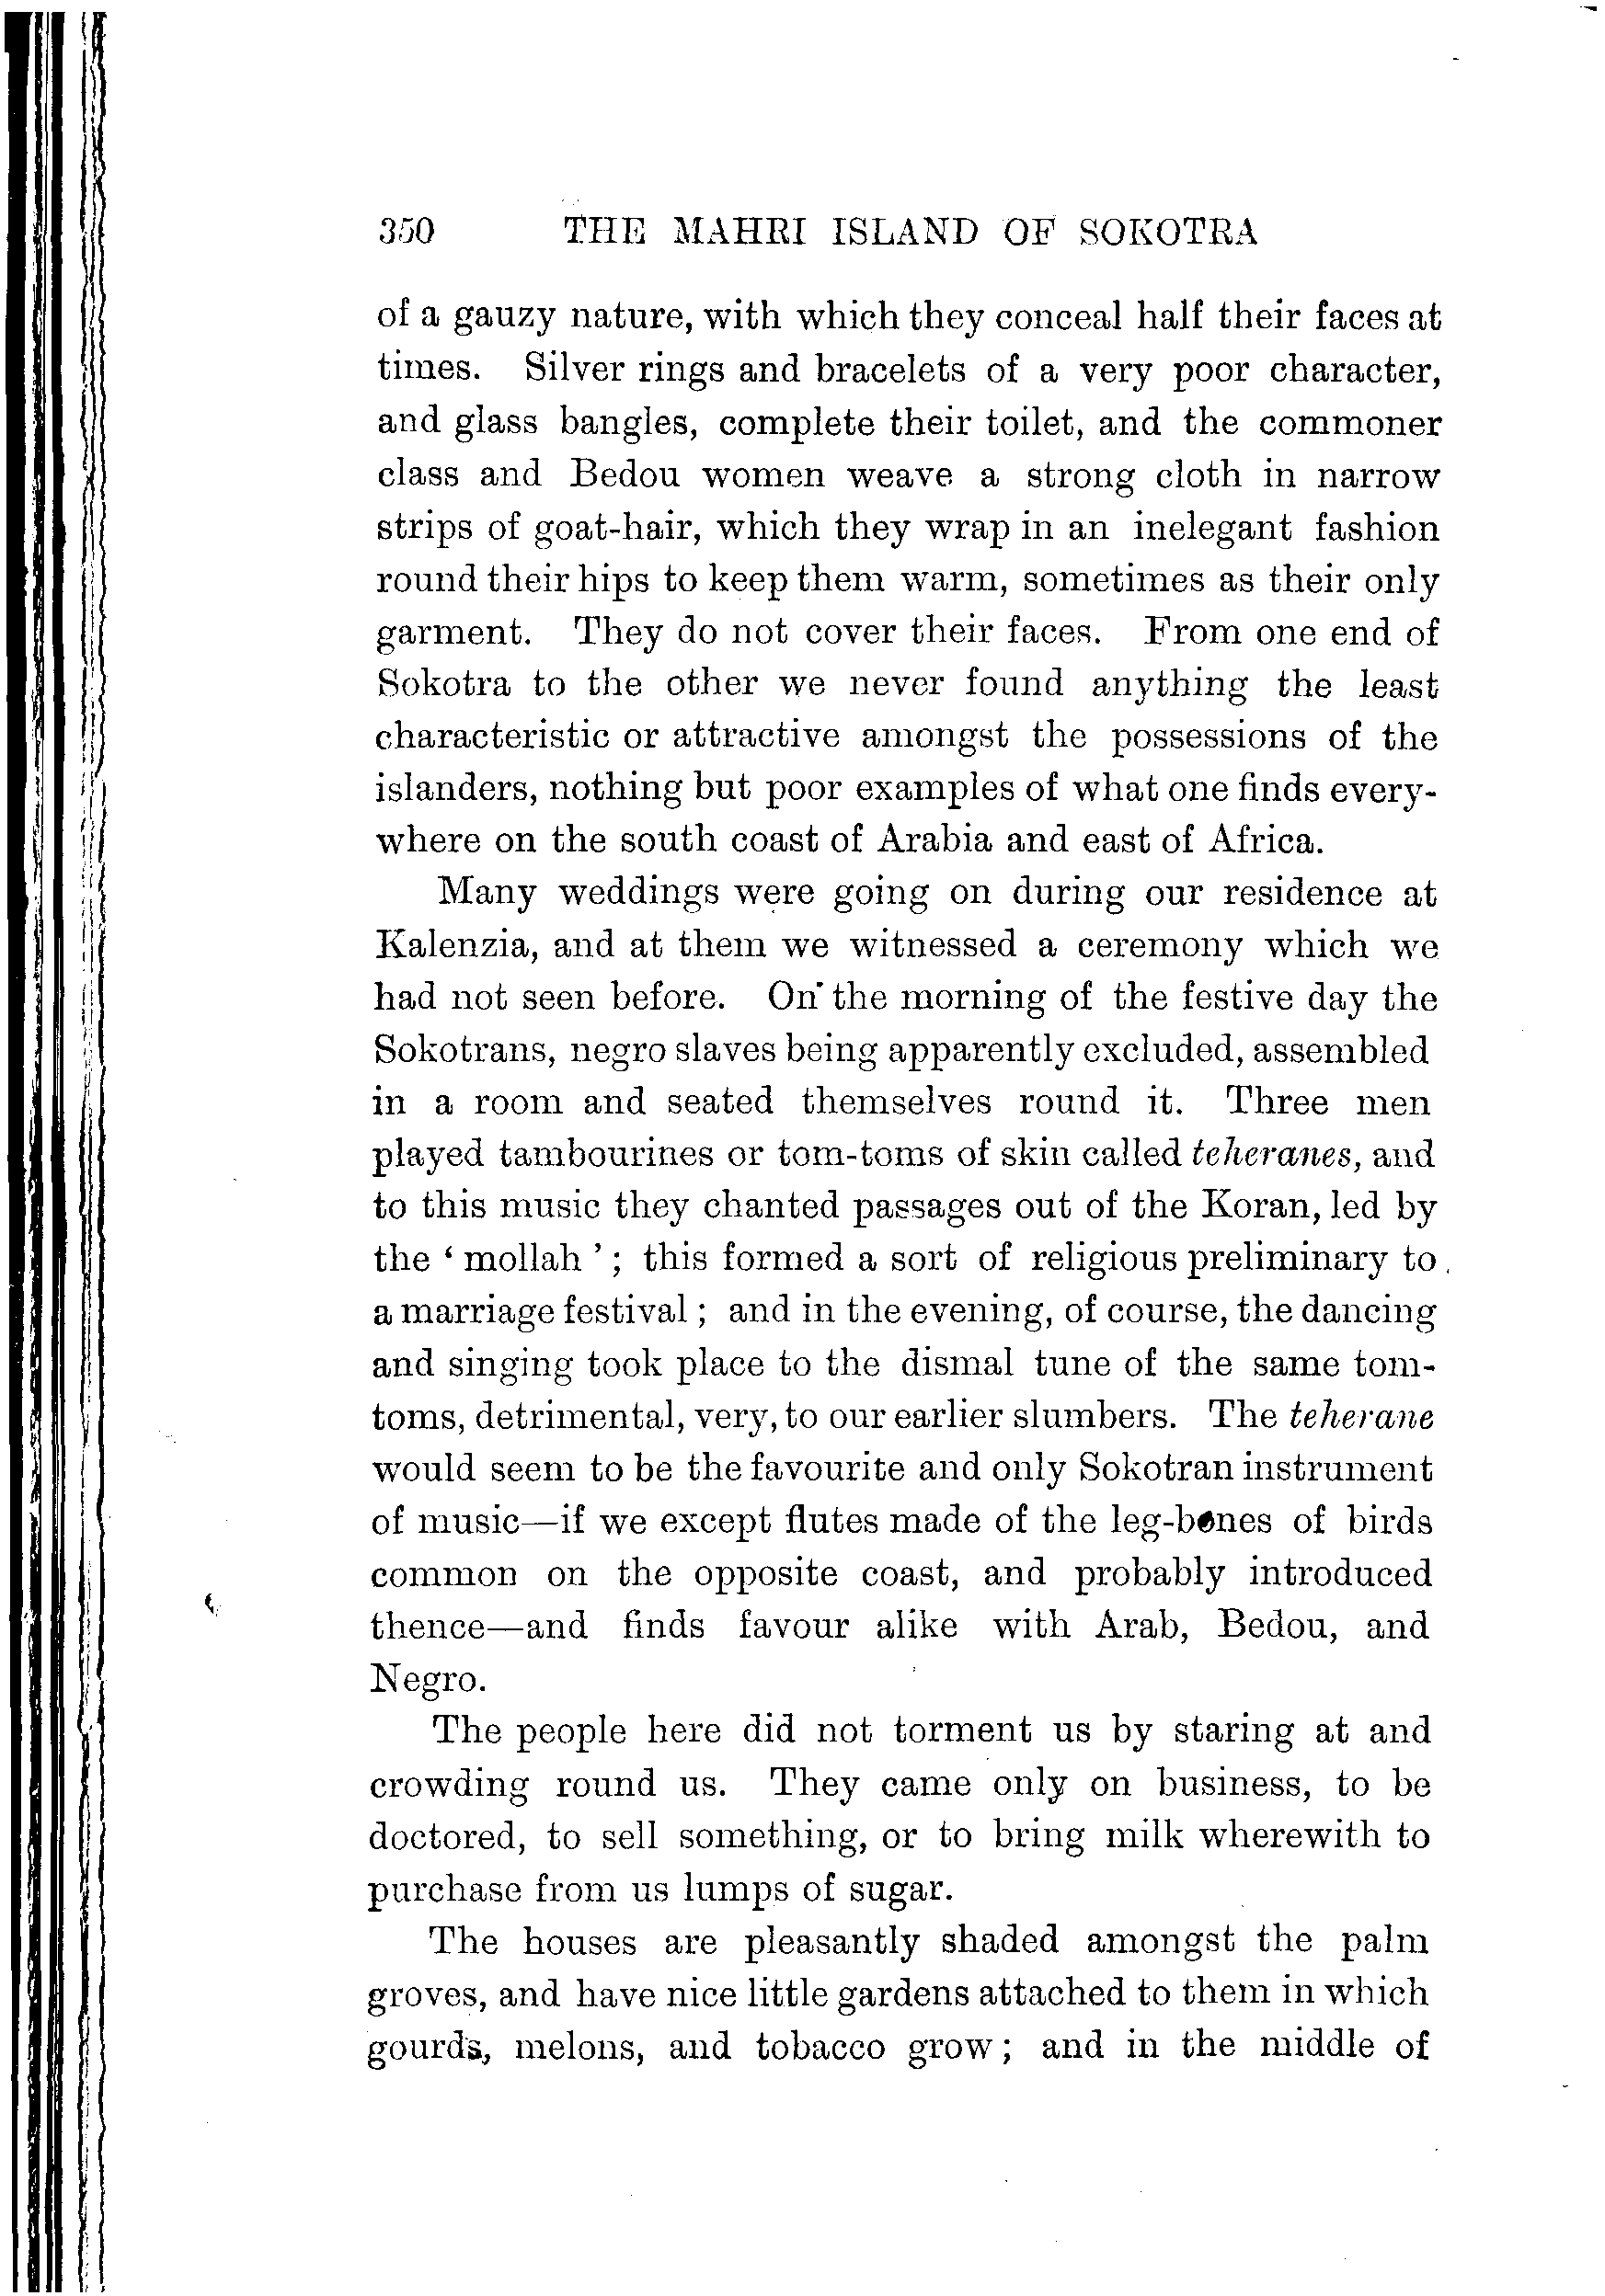 350 THE MAHRI ISLAND OF SOKOTRA
of a gauzy nature, with which they conceal half their faces at
times. Silver rings and bracelets of a very poor character,
and glass bangles, complete their toilet, and the commoner
class and Bedou women weave a strong cloth in narrow
strips of goat-hair, which they wrap in an inelegant fashion
round their hips to keep them warm, sometimes as their only
garment. They do not cover their faces. From one end of
Sokotra to the other we never found anything the least
characteristic or attractive amongst the possessions of the
islanders, nothing but poor examples of what one finds every-
where on the south coast of Arabia and east of Africa.
Many weddings were going on during our residence at
Kalenzia, and at them we witnessed a ceremony which we
had not seen before. On the morning of the festive day the
Sokotrans, negro slaves being apparently excluded, assembled
in a room and seated themselves round it. Three men
played tambourines or tom-toms of skin called teheranes, and
to this music they chanted passages out of the Koran, led by
the ‘ mollah ’ ; this formed a sort of religious preliminary to
a marriage festival ; and in the evening, of course, the dancing
and singing took place to the dismal tune of the same tom-
toms, detrimental, very, to our earlier slumbers. The teherane
would seem to be the favourite and only Sokotran instrument
of music—if we except flutes made of the leg-bones of birds
common on the opposite coast, and probably introduced
thence—and finds favour alike with Arab, Bedou, and
Negro.
The people here did not torment us by staring at and
crowding round us. They came only on business, to be
doctored, to sell something, or to bring milk wherewith to
purchase from us lumps of sugar.
The houses are pleasantly shaded amongst the palm
groves, and have nice little gardens attached to them in which
gourds, melons, and tobacco grow ; and in the middle of